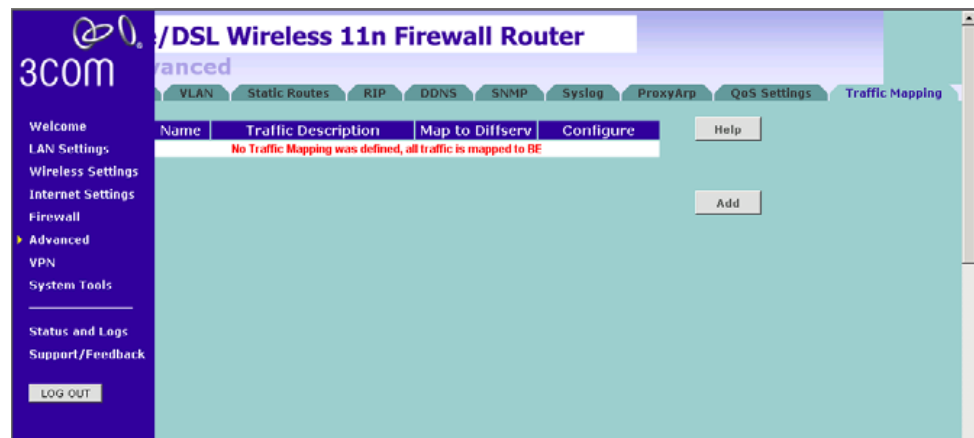 3COM
/DSL Wireless 11n Firewall Router
vanced
VLAN Static Routes RIP DDNS SNMP Syslog ProxyArp QoS Settings Traffic Mapping
Welcome
LAN Settings
Wireless Settings
Internet Settings
Firewall
Advanced
VPN
System Tools
Status and Logs
Support/Feedback
LOG OUT
Name Traffic Description Map to Diffserv Configure
No Traffic Mapping was defined, all traffic is mapped to BE
Help
Add